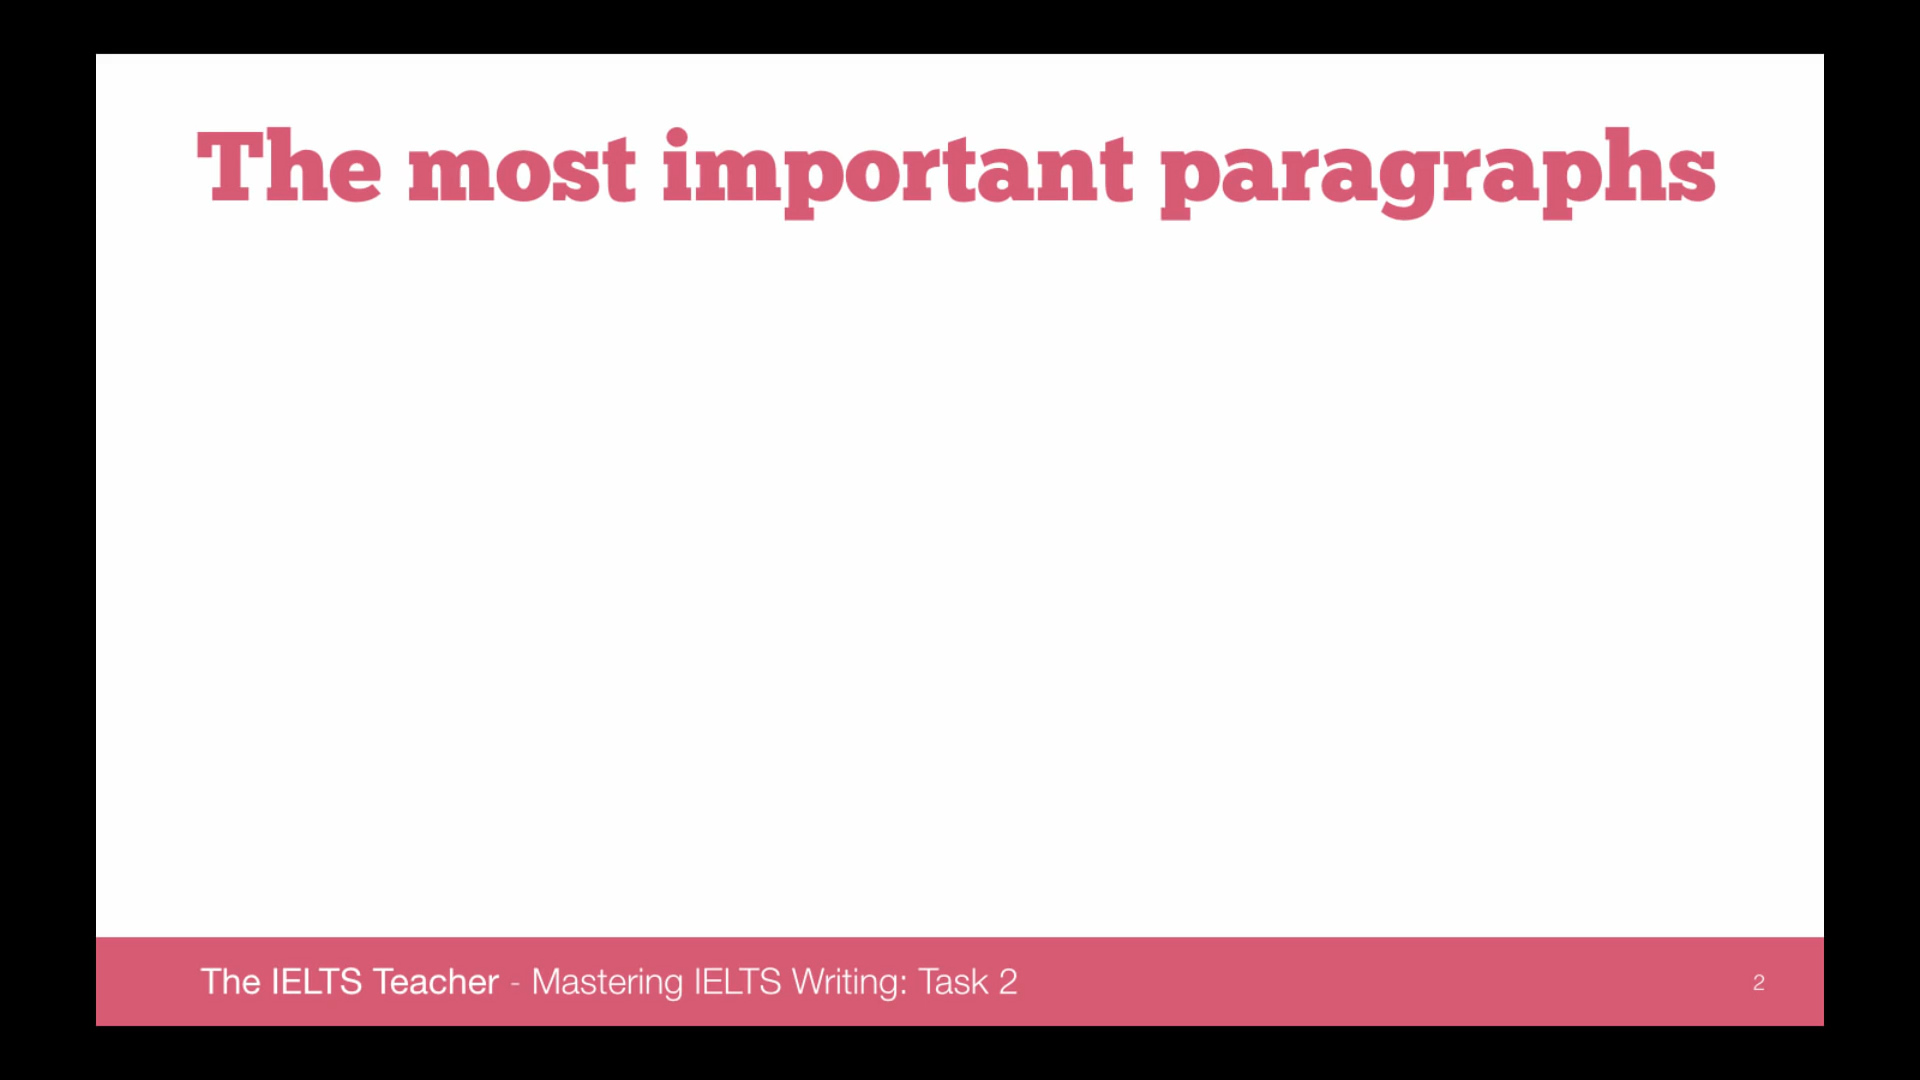 The most important paragraphs
The IELTS Teacher - Mastering IELTS Writing: Task 2
2